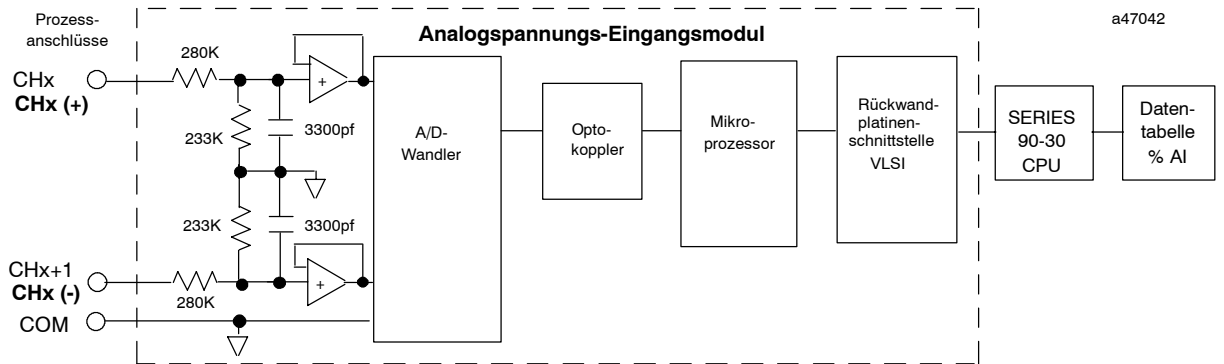 Prozess-
anschlüsse
a47042
Analogspannungs-Eingangsmodul
280K
CHx
CHx (+)
+
233K
3300pf
A/D-
Wandler
Opto-
koppler
Mikro-
prozessor
Rückwand-
platinen-
schnittstelle
VLSI
SERIES
90-30
CPU
Daten-
tabelle
% AI
233K
3300pf
CHx+1
CHx (-)
+
280K
COM